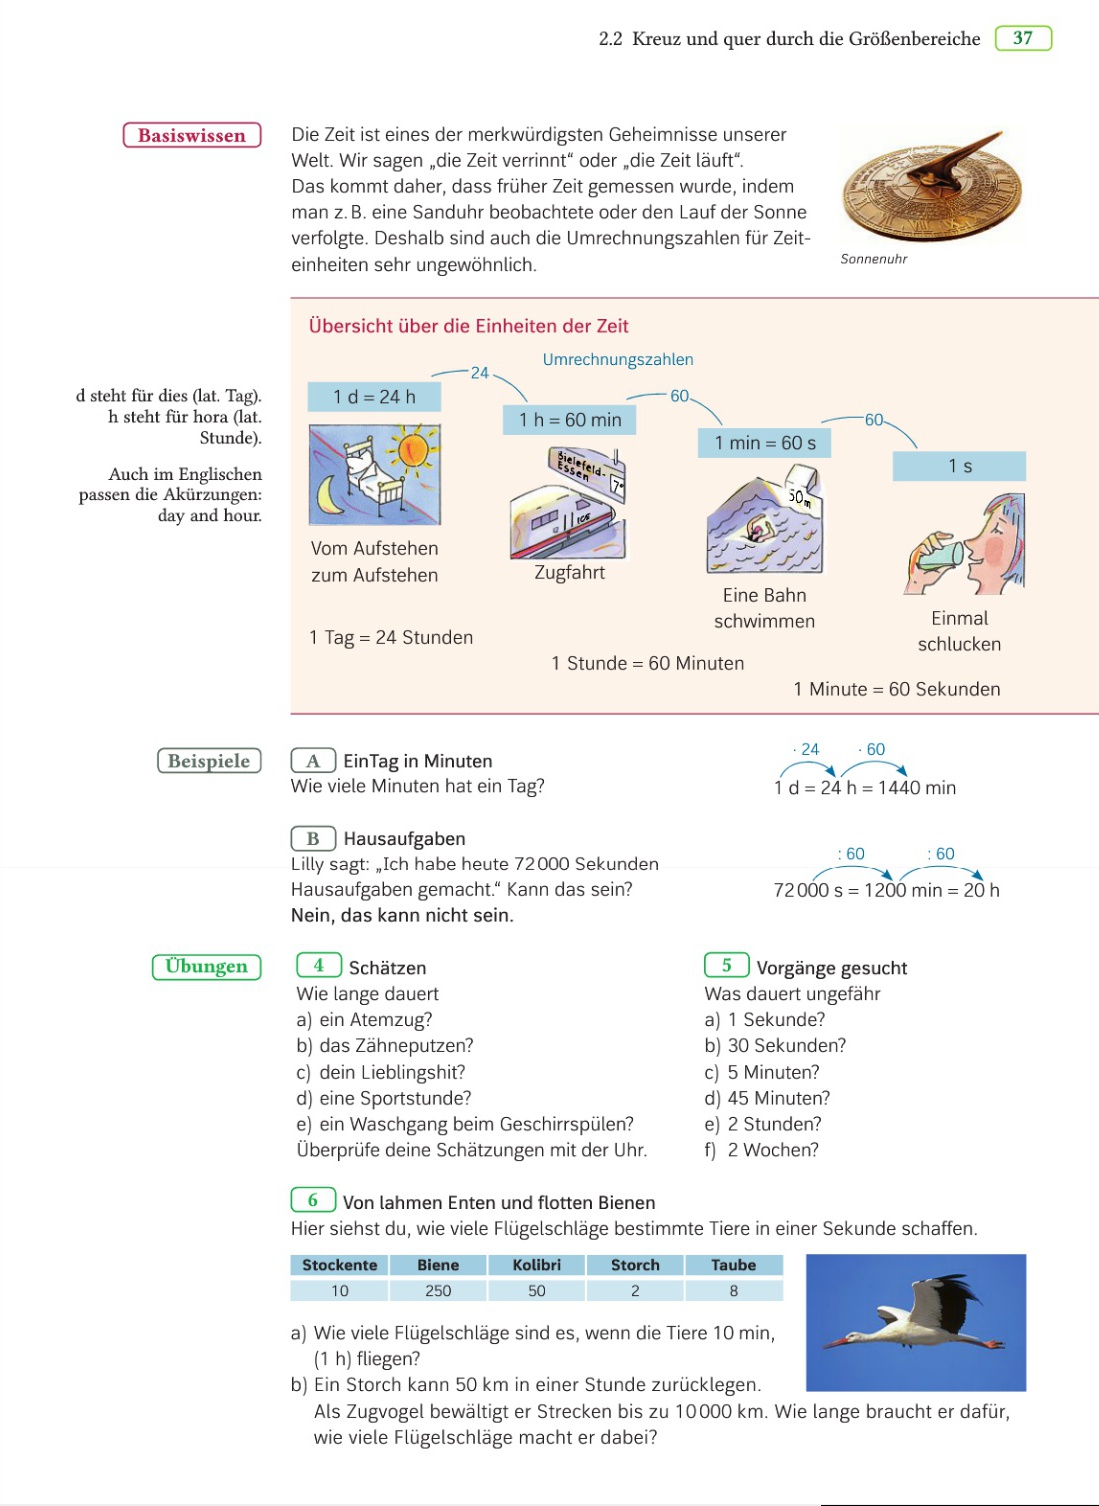 2.2 Kreuz und quer durch die Größenbereiche 37
Basiswissen
Die Zeit ist eines der merkwürdigsten Geheimnisse unserer
Welt. Wir sagen „die Zeit verrinnt“ oder „die Zeit läuft“.
Das kommt daher, dass früher Zeit gemessen wurde, indem
man z. B. eine Sanduhr beobachtete oder den Lauf der Sonne
verfolgte. Deshalb sind auch die Umrechnungszahlen für Zeit-
einheiten sehr ungewöhnlich.
Sonnenuhr
d steht für dies (lat. Tag).
h steht für hora (lat.
Stunde).
Auch im Englischen
passen die Akürzungen:
day and hour.
Übersicht über die Einheiten der Zeit
Umrechnungszahlen
24
60
60
1 d = 24 h
1 h = 60 min
1 min = 60 s
1 s
Bielefeld-
Essen
7
ICE
50 m
Vom Aufstehen
zum Aufstehen
Zugfahrt
Eine Bahn
schwimmen
Einmal
schlucken
1 Tag = 24 Stunden
1 Stunde = 60 Minuten
1 Minute = 60 Sekunden
Beispiele
A EinTag in Minuten
Wie viele Minuten hat ein Tag?
· 24 · 60
1 d = 24 h = 1440 min
B Hausaufgaben
Lilly sagt: „Ich habe heute 72 000 Sekunden
Hausaufgaben gemacht.“ Kann das sein?
Nein, das kann nicht sein.
: 60 : 60
72 000 s = 1200 min = 20 h
Übungen
4 Schätzen
Wie lange dauert
a) ein Atemzug?
b) das Zähneputzen?
c) dein Lieblingshit?
d) eine Sportstunde?
e) ein Waschgang beim Geschirrspülen?
Überprüfe deine Schätzungen mit der Uhr.
5 Vorgänge gesucht
Was dauert ungefähr
a) 1 Sekunde?
b) 30 Sekunden?
c) 5 Minuten?
d) 45 Minuten?
e) 2 Stunden?
f) 2 Wochen?
6 Von lahmen Enten und flotten Bienen
Hier siehst du, wie viele Flügelschläge bestimmte Tiere in einer Sekunde schaffen.
Stockente Biene Kolibri Storch Taube
10 250 50 2 8
a) Wie viele Flügelschläge sind es, wenn die Tiere 10 min,
(1 h) fliegen?
b) Ein Storch kann 50 km in einer Stunde zurücklegen.
Als Zugvogel bewältigt er Strecken bis zu 10 000 km. Wie lange braucht er dafür,
wie viele Flügelschläge macht er dabei?